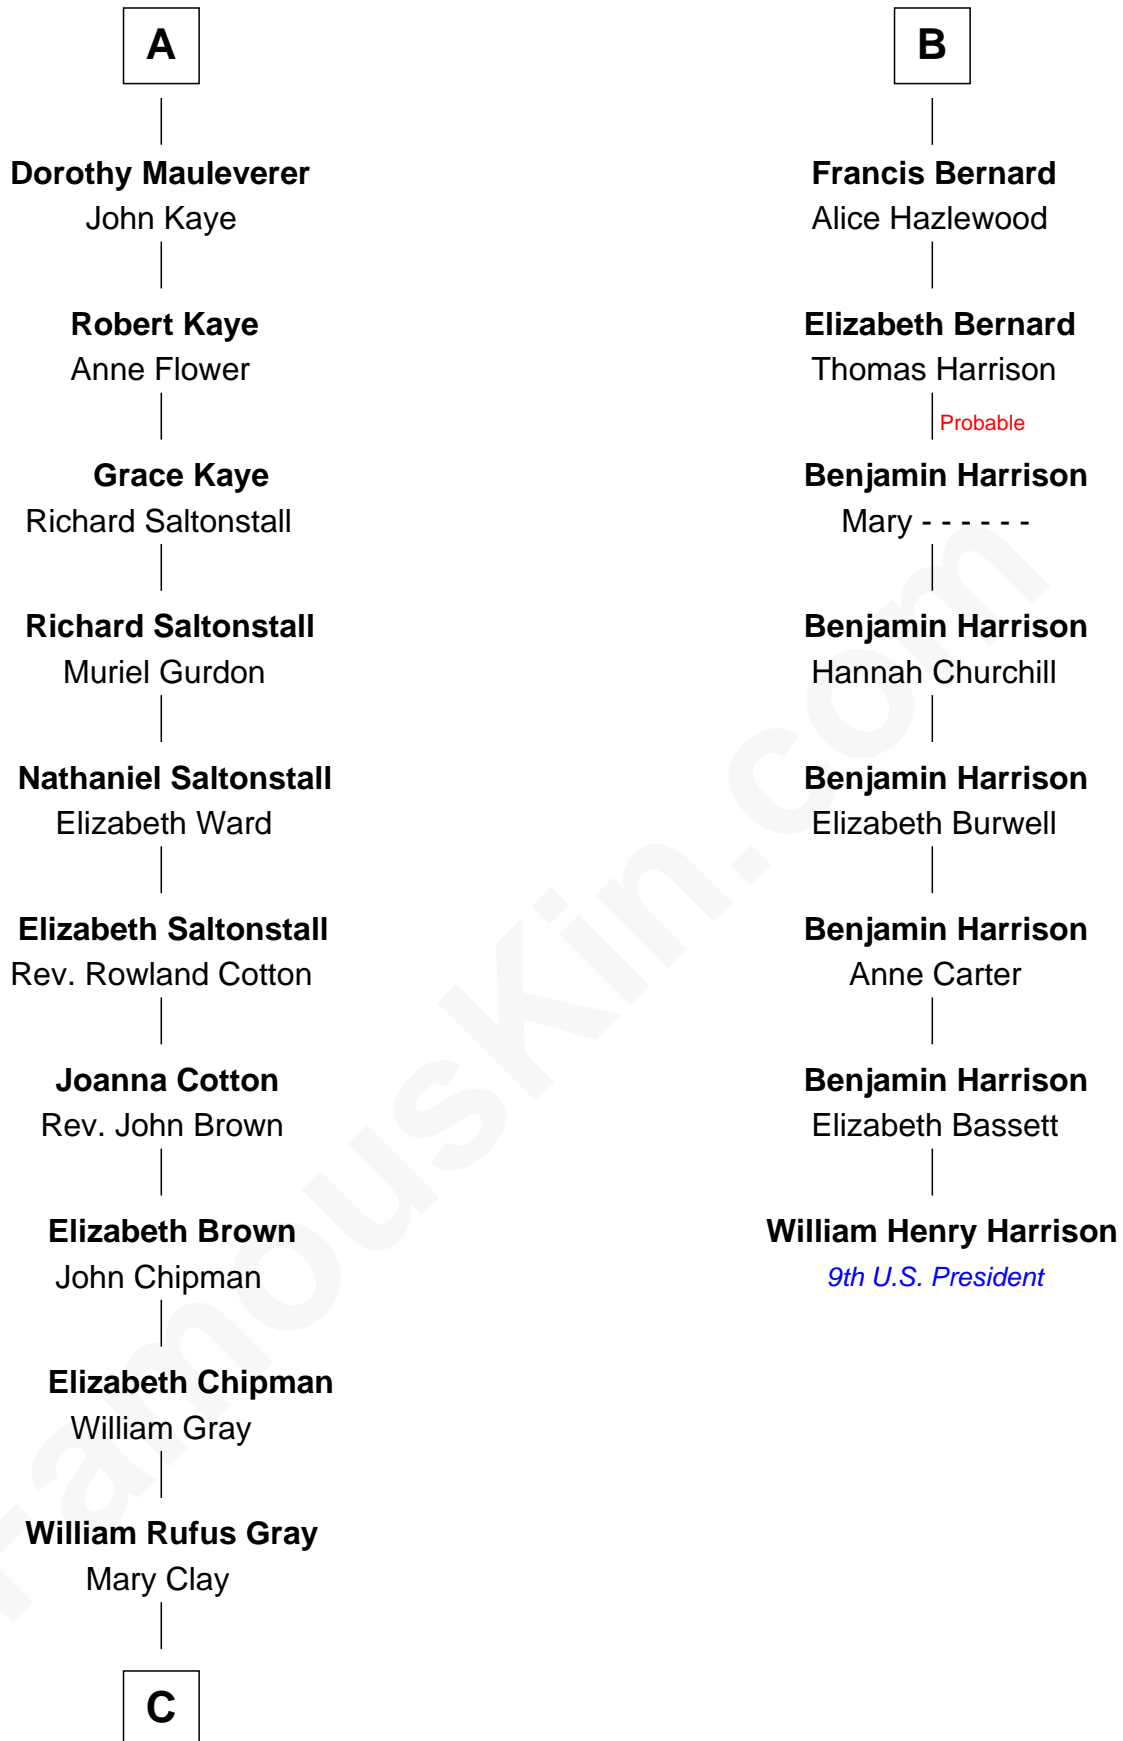 A
Dorothy Mauleverer
John Kaye
Robert Kaye
Anne Flower
Grace Kaye
Richard Saltonstall
Richard Saltonstall
Muriel Gurdon
Nathaniel Saltonstall
Elizabeth Ward
Elizabeth Saltonstall
Rev. Rowland Cotton
Joanna Cotton
Rev. John Brown
Elizabeth Brown
John Chipman
Elizabeth Chipman
William Gray
William Rufus Gray
Mary Clay
C
B
Francis Bernard
Alice Hazlewood
Elizabeth Bernard
Thomas Harrison
Probable
Benjamin Harrison
Mary - - - - - -
Benjamin Harrison
Hannah Churchill
Benjamin Harrison
Elizabeth Burwell
Benjamin Harrison
Anne Carter
Benjamin Harrison
Elizabeth Bassett
William Henry Harrison
9th U.S. President
FamousKin.com